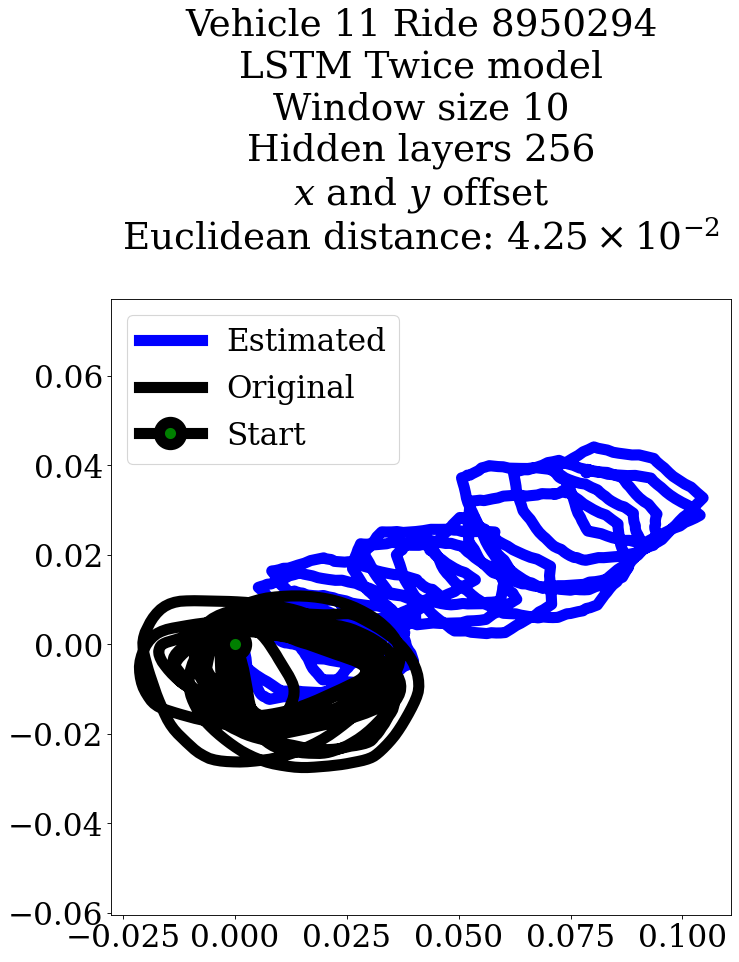 Vehicle 11 Ride 8950294
LSTM Twice model
Window size 10
Hidden layers 256
x and y offset
Euclidean distance: 4.25 × 10⁻²
Estimated
Original
Start
0.06
0.04
0.02
0.00
−0.02
−0.04
−0.06
−0.025 0.000 0.025 0.050 0.075 0.100